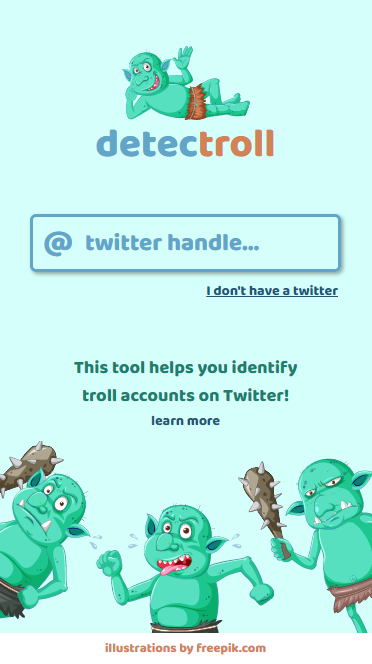 detectroll
@ twitter handle...
I don't have a twitter
This tool helps you identify
troll accounts on Twitter!
learn more
illustrations by freepik.com